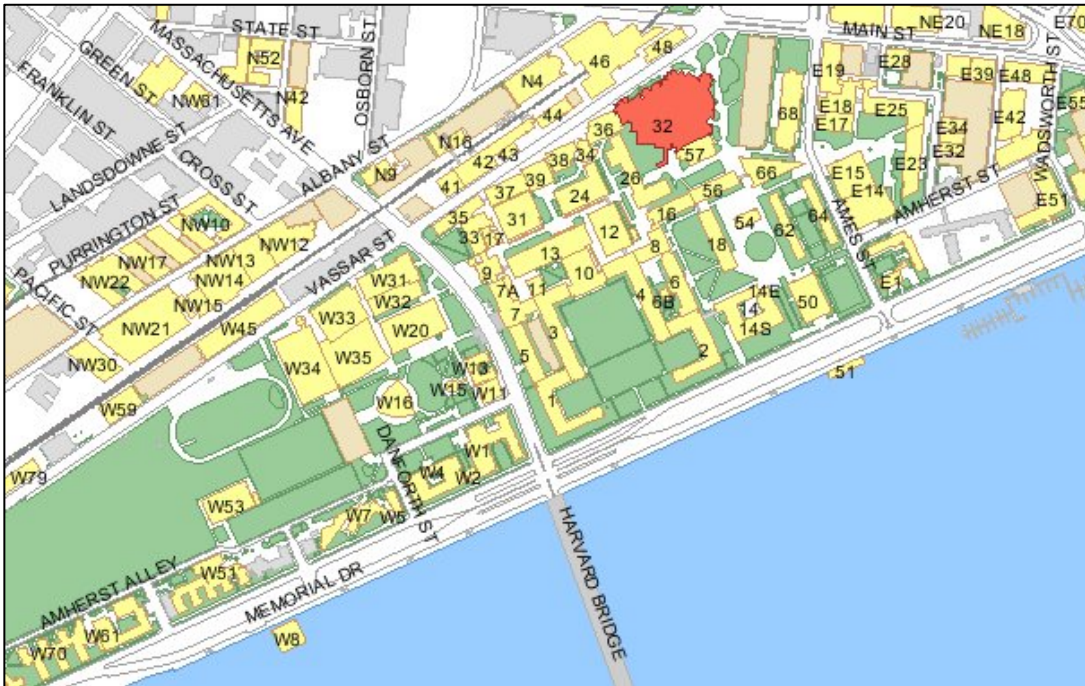 STATE ST
NE20
E70
NE18
MAIN ST
MASSACHUSETTS AVE
GREEN ST
FRANKLIN ST
N52
OSBORN ST
46
48
E19
E28
E39
E48
WADSWORTH ST
N4
N42
NW61
44
32
68
E18
E17
E25
E55
E42
LANDSDOWNE ST
CROSS ST
ALBANY ST
N16
43
42
36
34
38
57
E34
E32
N9
41
39
37
24
26
56
66
E23
E15
E14
AMHERST ST
E51
PURRINGTON ST
NW10
35
31
16
64
AMES ST
PACIFIC ST
NW17
NW12
VASSAR ST
33
17
12
8
18
54
62
NW13
NW22
NW14
W31
9
13
10
4
6
E1
NW15
W32
7A
11
6B
14E
50
NW21
W45
W33
W20
7
3
14
14S
NW30
W34
W35
5
2
W13
51
W59
W16
W15
W11
1
DANFORTH ST
W1
W79
W4
W2
W53
W7
W5
HARVARD BRIDGE
AMHERST ALLEY
W51
MEMORIAL DR
W61
W8
W70